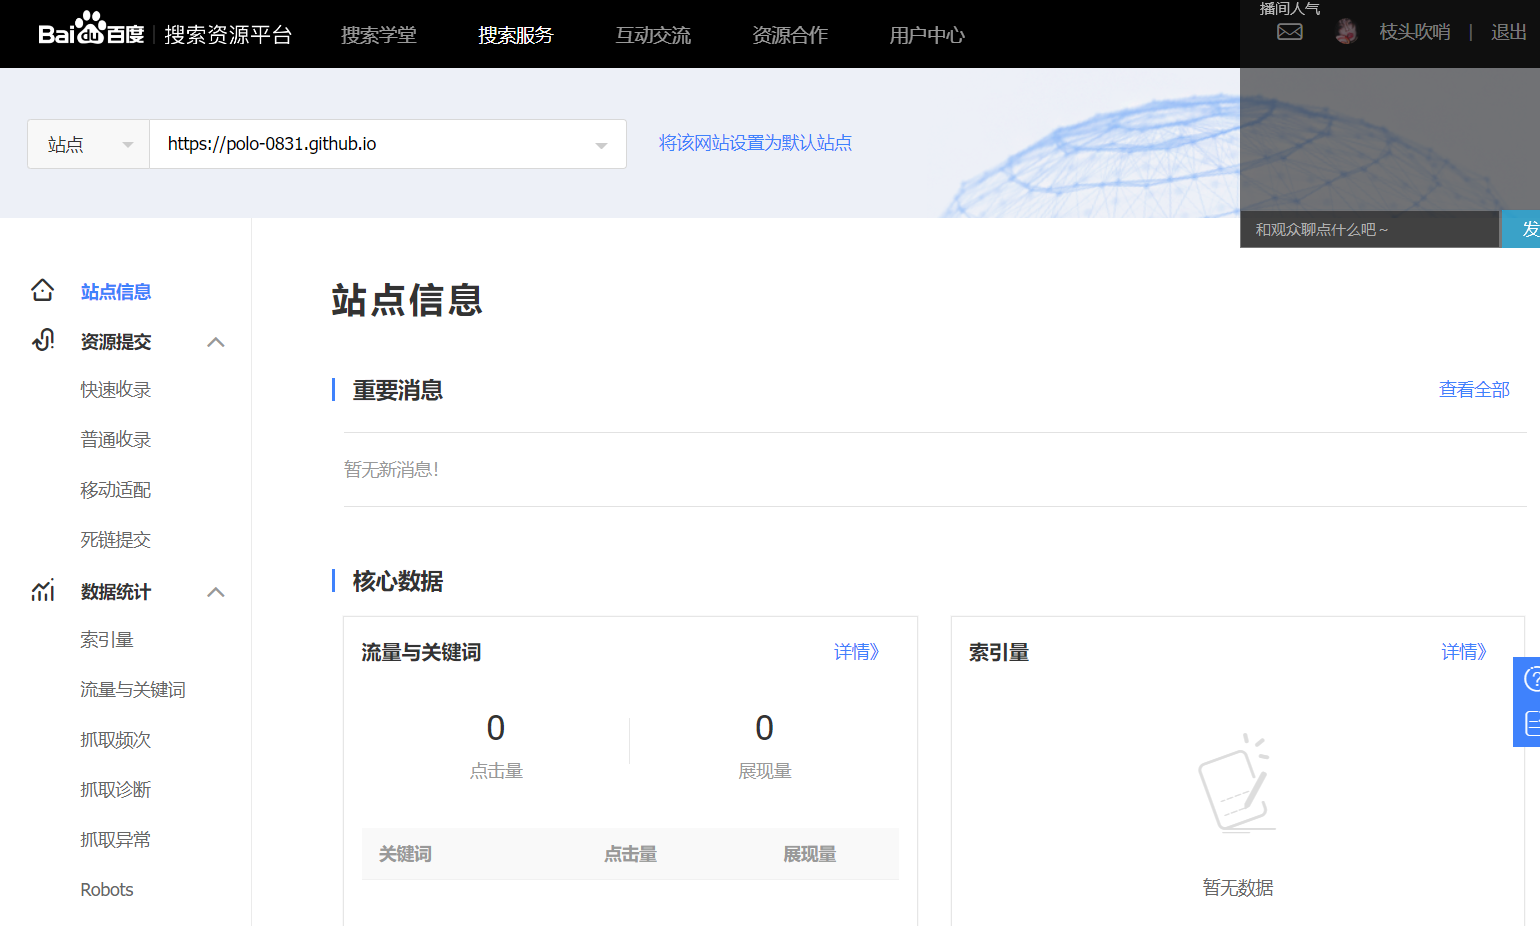 Bai du 百度 搜索资源平台
搜索学堂
搜索服务
互动交流
资源合作
用户中心
播间人气
枝头吹哨 | 退出
站点
https://polo-0831.github.io
将该网站设置为默认站点
和观众聊点什么吧~
发
站点信息
资源提交
快速收录
普通收录
移动适配
死链提交
数据统计
索引量
流量与关键词
抓取频次
抓取诊断
抓取异常
Robots
站点信息
重要消息
查看全部
暂无新消息!
核心数据
流量与关键词
详情》
0
点击量
0
展现量
关键词
点击量
展现量
索引量
详情》
暂无数据